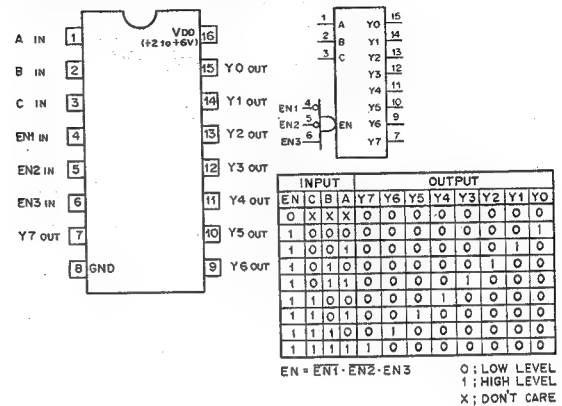 A IN 1
VDD
(+2 to +6V) 16
B IN 2
15 Y0 OUT
C IN 3
14 Y1 OUT
EN1 IN 4
13 Y2 OUT
EN2 IN 5
12 Y3 OUT
EN3 IN 6
11 Y4 OUT
Y7 OUT 7
10 Y5 OUT
8 GND
9 Y6 OUT
1 A Y0 15
2 B Y1 14
3 C Y2 13
Y3 12
Y4 11
EN1 4 Y5 10
EN2 5 EN Y6 9
EN3 6 Y7 7
INPUT OUTPUT
EN C B A Y7 Y6 Y5 Y4 Y3 Y2 Y1 Y0
0 X X X 0 0 0 0 0 0 0 0
1 0 0 0 0 0 0 0 0 0 0 1
1 0 0 1 0 0 0 0 0 0 1 0
1 0 1 0 0 0 0 0 0 1 0 0
1 0 1 1 0 0 0 0 1 0 0 0
1 1 0 0 0 0 0 1 0 0 0 0
1 1 0 1 0 0 1 0 0 0 0 0
1 1 1 0 0 1 0 0 0 0 0 0
1 1 1 1 1 0 0 0 0 0 0 0
EN = E̅N̅1̅ · E̅N̅2̅ · EN3
0 ; LOW LEVEL
1 ; HIGH LEVEL
X ; DON'T CARE